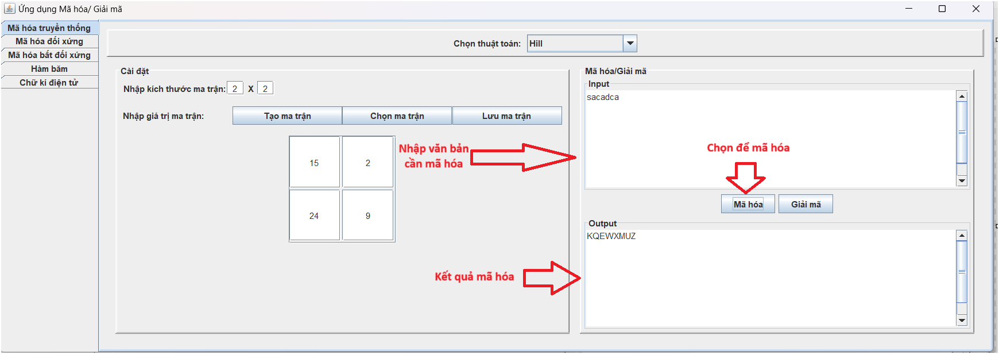 Ứng dụng Mã hóa/ Giải mã
Mã hóa truyền thống
Mã hóa đối xứng
Mã hóa bất đối xứng
Hàm băm
Chữ kí điện tử
Chọn thuật toán: Hill
Cài đặt
Nhập kích thước ma trận: 2 X 2
Nhập giá trị ma trận: Tạo ma trận Chọn ma trận Lưu ma trận
15 2
24 9
Nhập văn bản
cần mã hóa
Kết quả mã hóa
Mã hóa/Giải mã
Input
sacadca
Chọn để mã hóa
Mã hóa Giải mã
Output
KQEWXMUZ